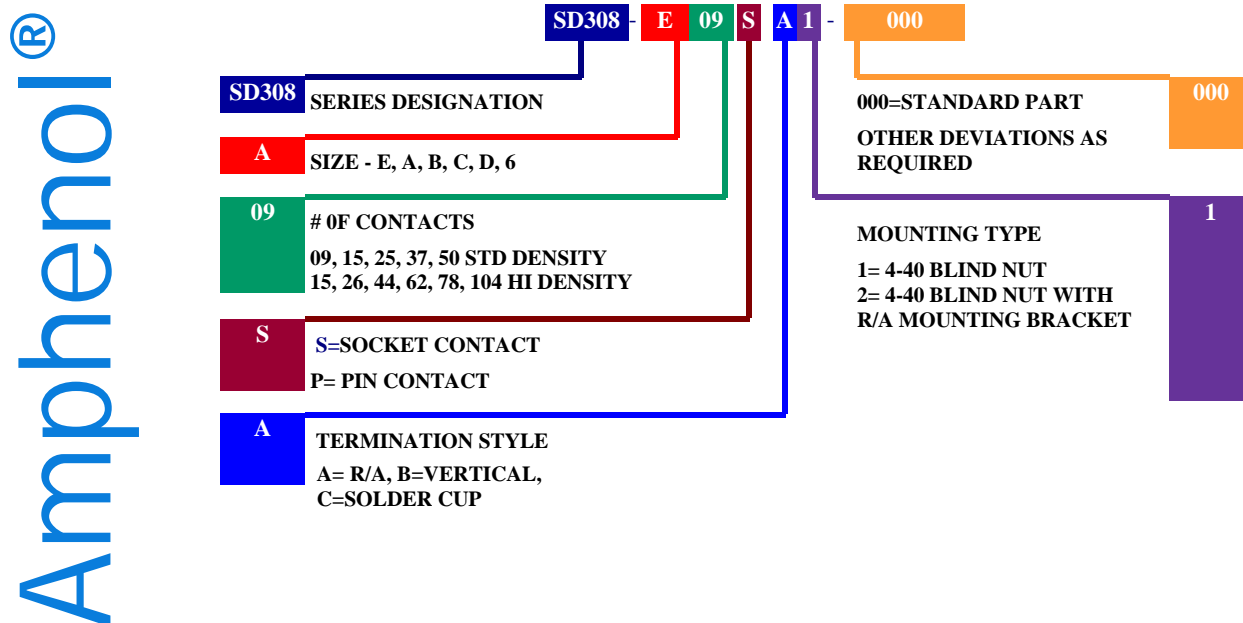 Amphenol®
SD308 - E 09 S A 1 - 000
SD308
SERIES DESIGNATION
A
SIZE - E, A, B, C, D, 6
09
# 0F CONTACTS
09, 15, 25, 37, 50 STD DENSITY
15, 26, 44, 62, 78, 104 HI DENSITY
S
S=SOCKET CONTACT
P= PIN CONTACT
A
TERMINATION STYLE
A= R/A, B=VERTICAL,
C=SOLDER CUP
000=STANDARD PART
000
OTHER DEVIATIONS AS
REQUIRED
1
MOUNTING TYPE
1= 4-40 BLIND NUT
2= 4-40 BLIND NUT WITH
R/A MOUNTING BRACKET